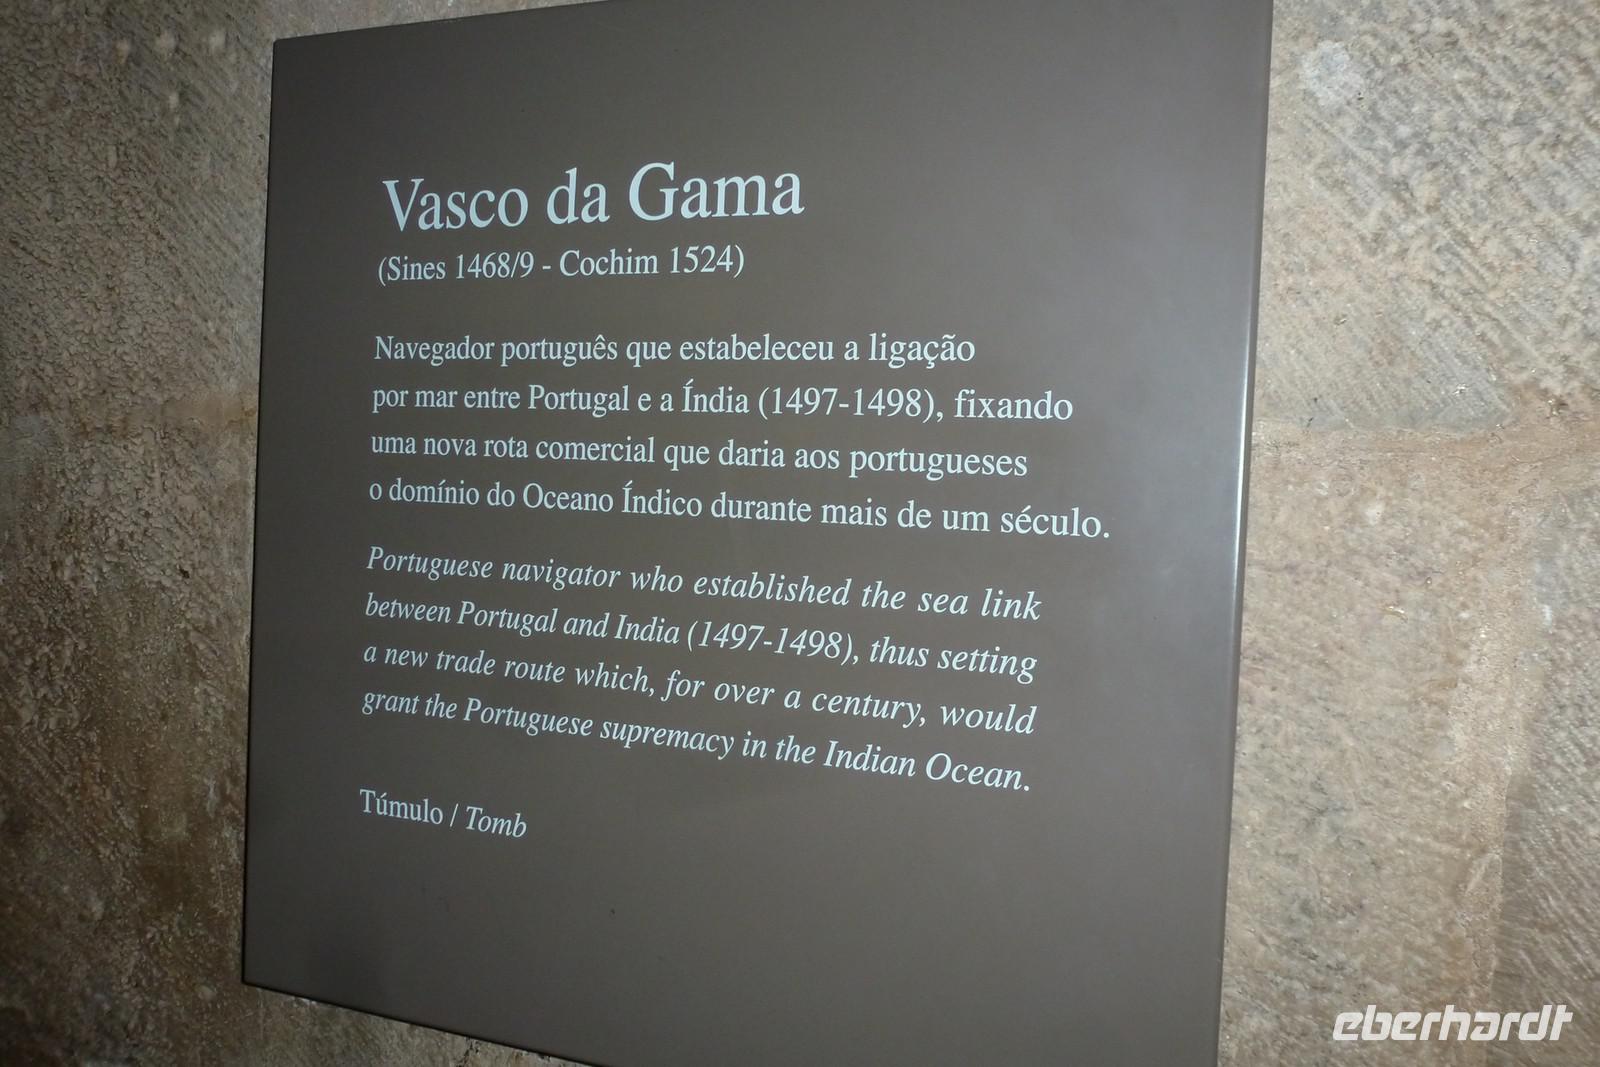 Vasco da Gama
(Sines 1468/9 - Cochim 1524)
Navegador português que estabeleceu a ligação
por mar entre Portugal e a Índia (1497-1498), fixando
uma nova rota comercial que daria aos portugueses
o domínio do Oceano Índico durante mais de um século.
Portuguese navigator who established the sea link
between Portugal and India (1497-1498), thus setting
a new trade route which, for over a century, would
grant the Portuguese supremacy in the Indian Ocean.
Túmulo / Tomb
eberhardt